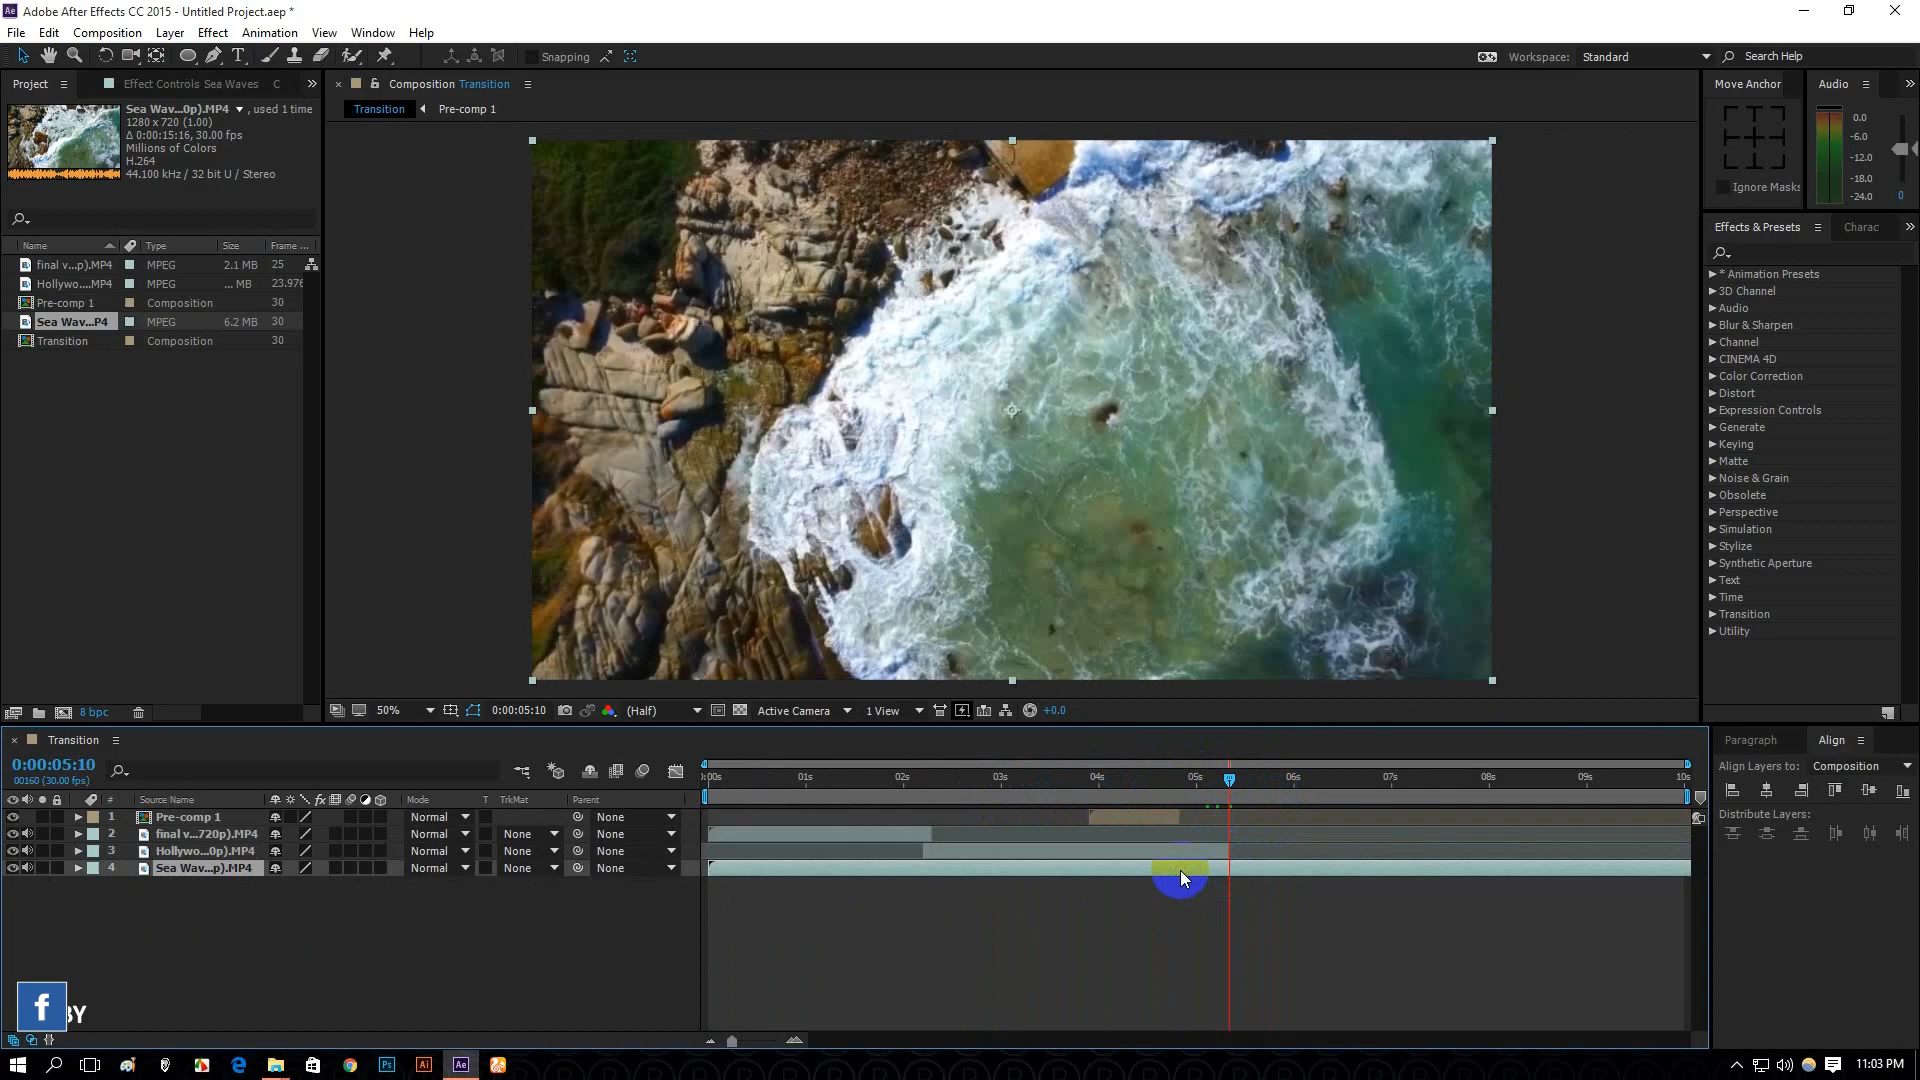 Ae Adobe After Effects CC 2015 - Untitled Project.aep *
File Edit Composition Layer Effect Animation View Window Help
T Snapping Workspace: Standard Search Help
Project Effect Controls Sea Waves C
Composition Transition
Move Anchor Audio
Transition Pre-comp 1
Sea Wav...0p).MP4 , used 1 time
1280 x 720 (1.00)
Δ 0:00:15:16, 30.00 fps
Millions of Colors
H.264
44.100 kHz / 32 bit U / Stereo
0.0
-6.0
-12.0
-18.0
-24.0
0
Ignore Masks
Effects & Presets Charac
* Animation Presets
3D Channel
Audio
Blur & Sharpen
Channel
CINEMA 4D
Color Correction
Distort
Expression Controls
Generate
Keying
Matte
Noise & Grain
Obsolete
Perspective
Simulation
Stylize
Synthetic Aperture
Text
Time
Transition
Utility
Name Type Size Frame ...
final v...p).MP4 MPEG 2.1 MB 25
Hollywo....MP4 MPEG ... MB 23.976
Pre-comp 1 Composition 30
Sea Wav...P4 MPEG 6.2 MB 30
Transition Composition 30
8 bpc
50% 0:00:05:10 (Half) Active Camera 1 View +0.0
Transition
0:00:05:10
00160 (30.00 fps)
):00s 01s 02s 03s 04s 05s 06s 07s 08s 09s 10s
# Source Name fx Mode T TrkMat Parent
1 Pre-comp 1 Normal None
2 final v...720p).MP4 Normal None None
3 Hollywo...0p).MP4 Normal None None
4 Sea Wav...p).MP4 Normal None None
Paragraph Align
Align Layers to: Composition
Distribute Layers:
f BY
Ps Ai Ae 11:03 PM